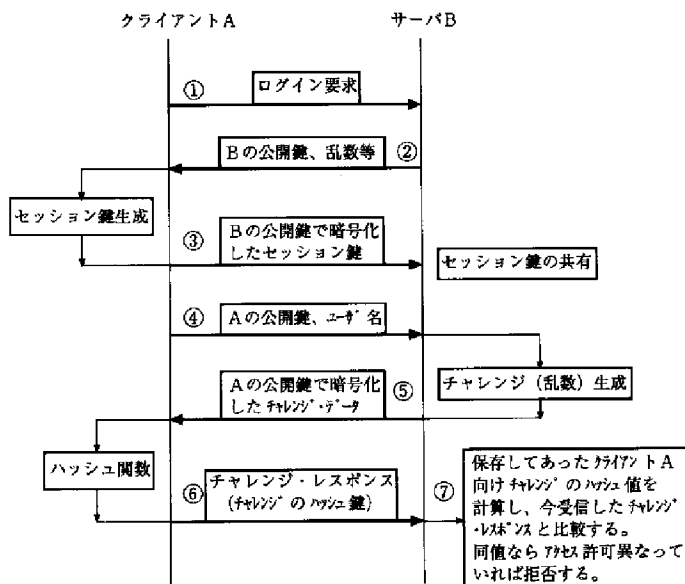 クライアントA
サーバB
①
ログイン要求
Bの公開鍵、乱数等
②
セッション鍵生成
③
Bの公開鍵で暗号化
したセッション鍵
セッション鍵の共有
④
Aの公開鍵、ユーザ名
チャレンジ(乱数)生成
Aの公開鍵で暗号化
したチャレンジ・データ
⑤
ハッシュ関数
⑥
チャレンジ・レスポンス
(チャレンジのハッシュ鍵)
⑦
保存してあったクライアントA
向けチャレンジのハッシュ値を
計算し、今受信したチャレンジ
・レスポンスと比較する。
同値ならアクセス許可異なって
いれば拒否する。